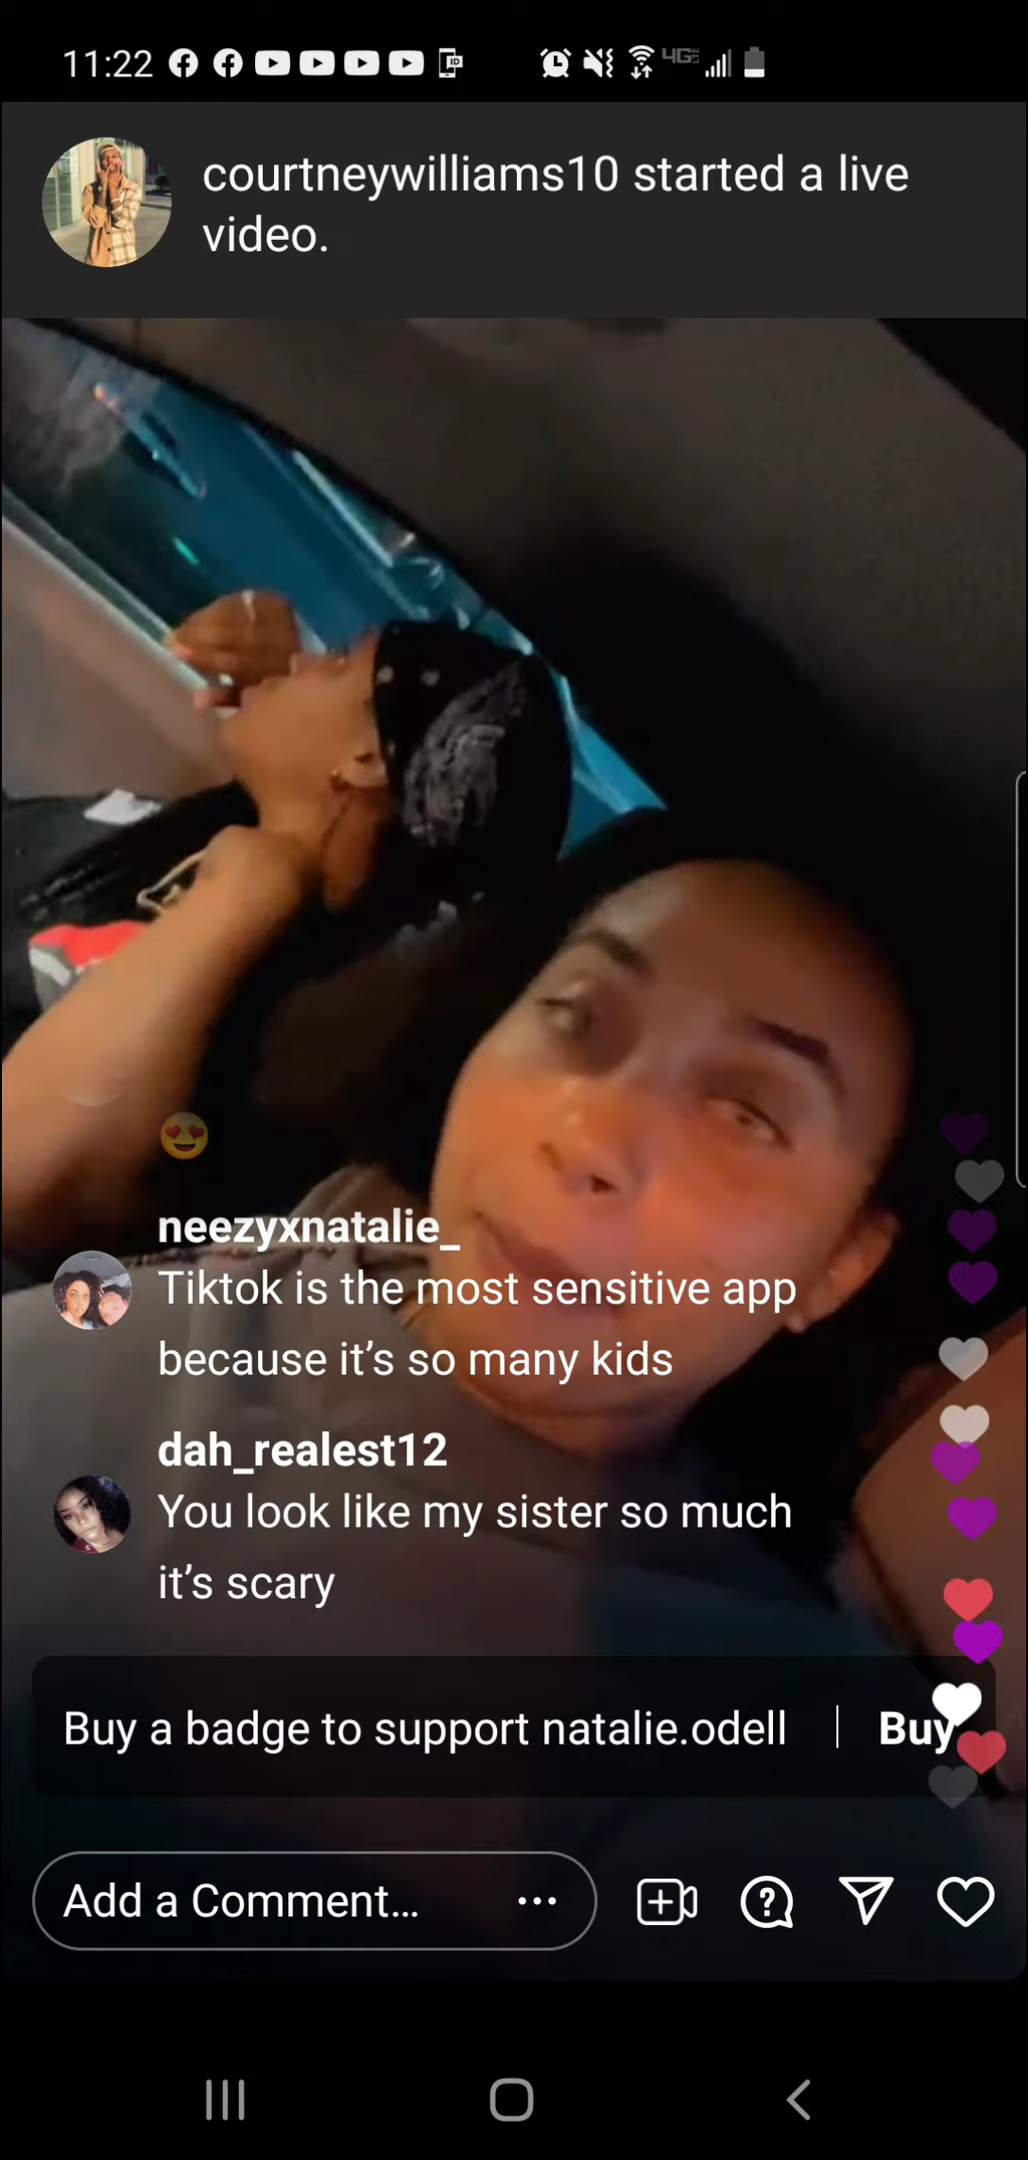 11:22
4GE
courtneywilliams10 started a live
video.
😍
neezyxnatalie_
Tiktok is the most sensitive app
because it’s so many kids
dah_realest12
You look like my sister so much
it’s scary
Buy a badge to support natalie.odell | Buy
Add a Comment...